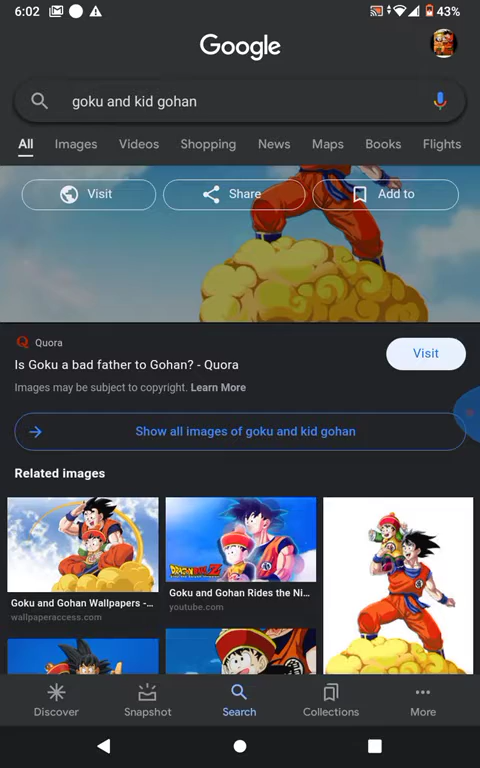 6:02
43%
Google
goku and kid gohan
All Images Videos Shopping News Maps Books Flights
Visit Share Add to
Quora
Is Goku a bad father to Gohan? - Quora
Visit
Images may be subject to copyright. Learn More
Show all images of goku and kid gohan
Related images
DRAGON BALL Z
Goku and Gohan Wallpapers -...
wallpaperaccess.com
Goku and Gohan Rides the Ni...
youtube.com
Discover Snapshot Search Collections More